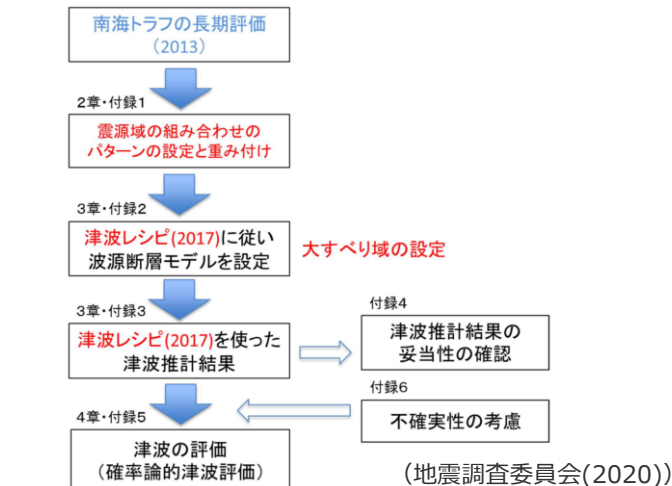 南海トラフの長期評価
（2013）
2章・付録1
震源域の組み合わせの
パターンの設定と重み付け
3章・付録2
津波レシピ(2017)に従い
波源断層モデルを設定
大すべり域の設定
3章・付録3
津波レシピ(2017)を使った
津波推計結果
付録4
津波推計結果の
妥当性の確認
付録6
不確実性の考慮
4章・付録5
津波の評価
（確率論的津波評価）
（地震調査委員会(2020)）